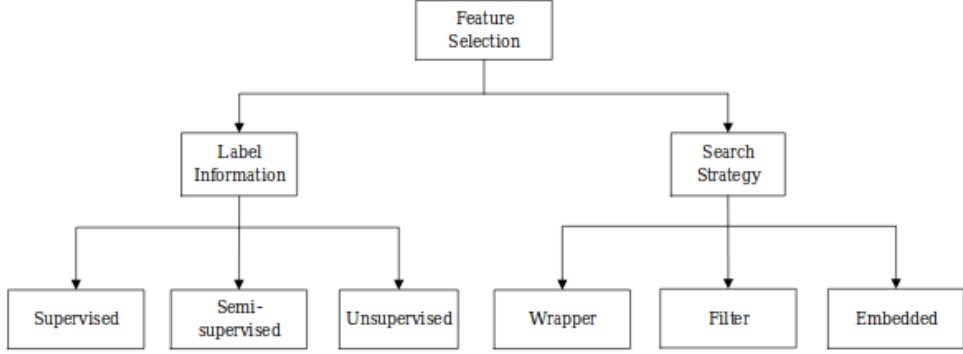 Feature
Selection
Label
Information
Search
Strategy
Supervised
Semi-
supervised
Unsupervised
Wrapper
Filter
Embedded